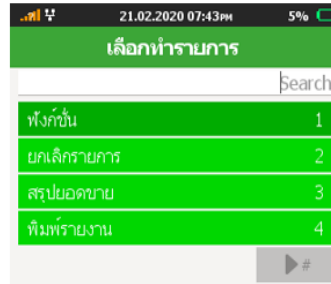 21.02.2020 07:43PM 5%
เลือกทำรายการ
Search
ฟังก์ชั่น 1
ยกเลิกรายการ 2
สรุปยอดขาย 3
พิมพ์รายงาน 4
#